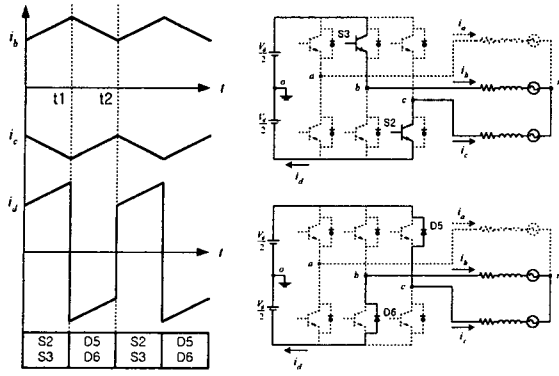 i_b
t
t1 t2
i_c
i_d
t
S2 D5 S2 D5
S3 D6 S3 D6
S3
V_d/2
a
o
b
c
V_d/2
S2
i_d
i_a
i_b
n
i_c
D5
V_d/2
a
o
b
c
V_d/2
D6
i_d
i_a
i_b
n
i_c